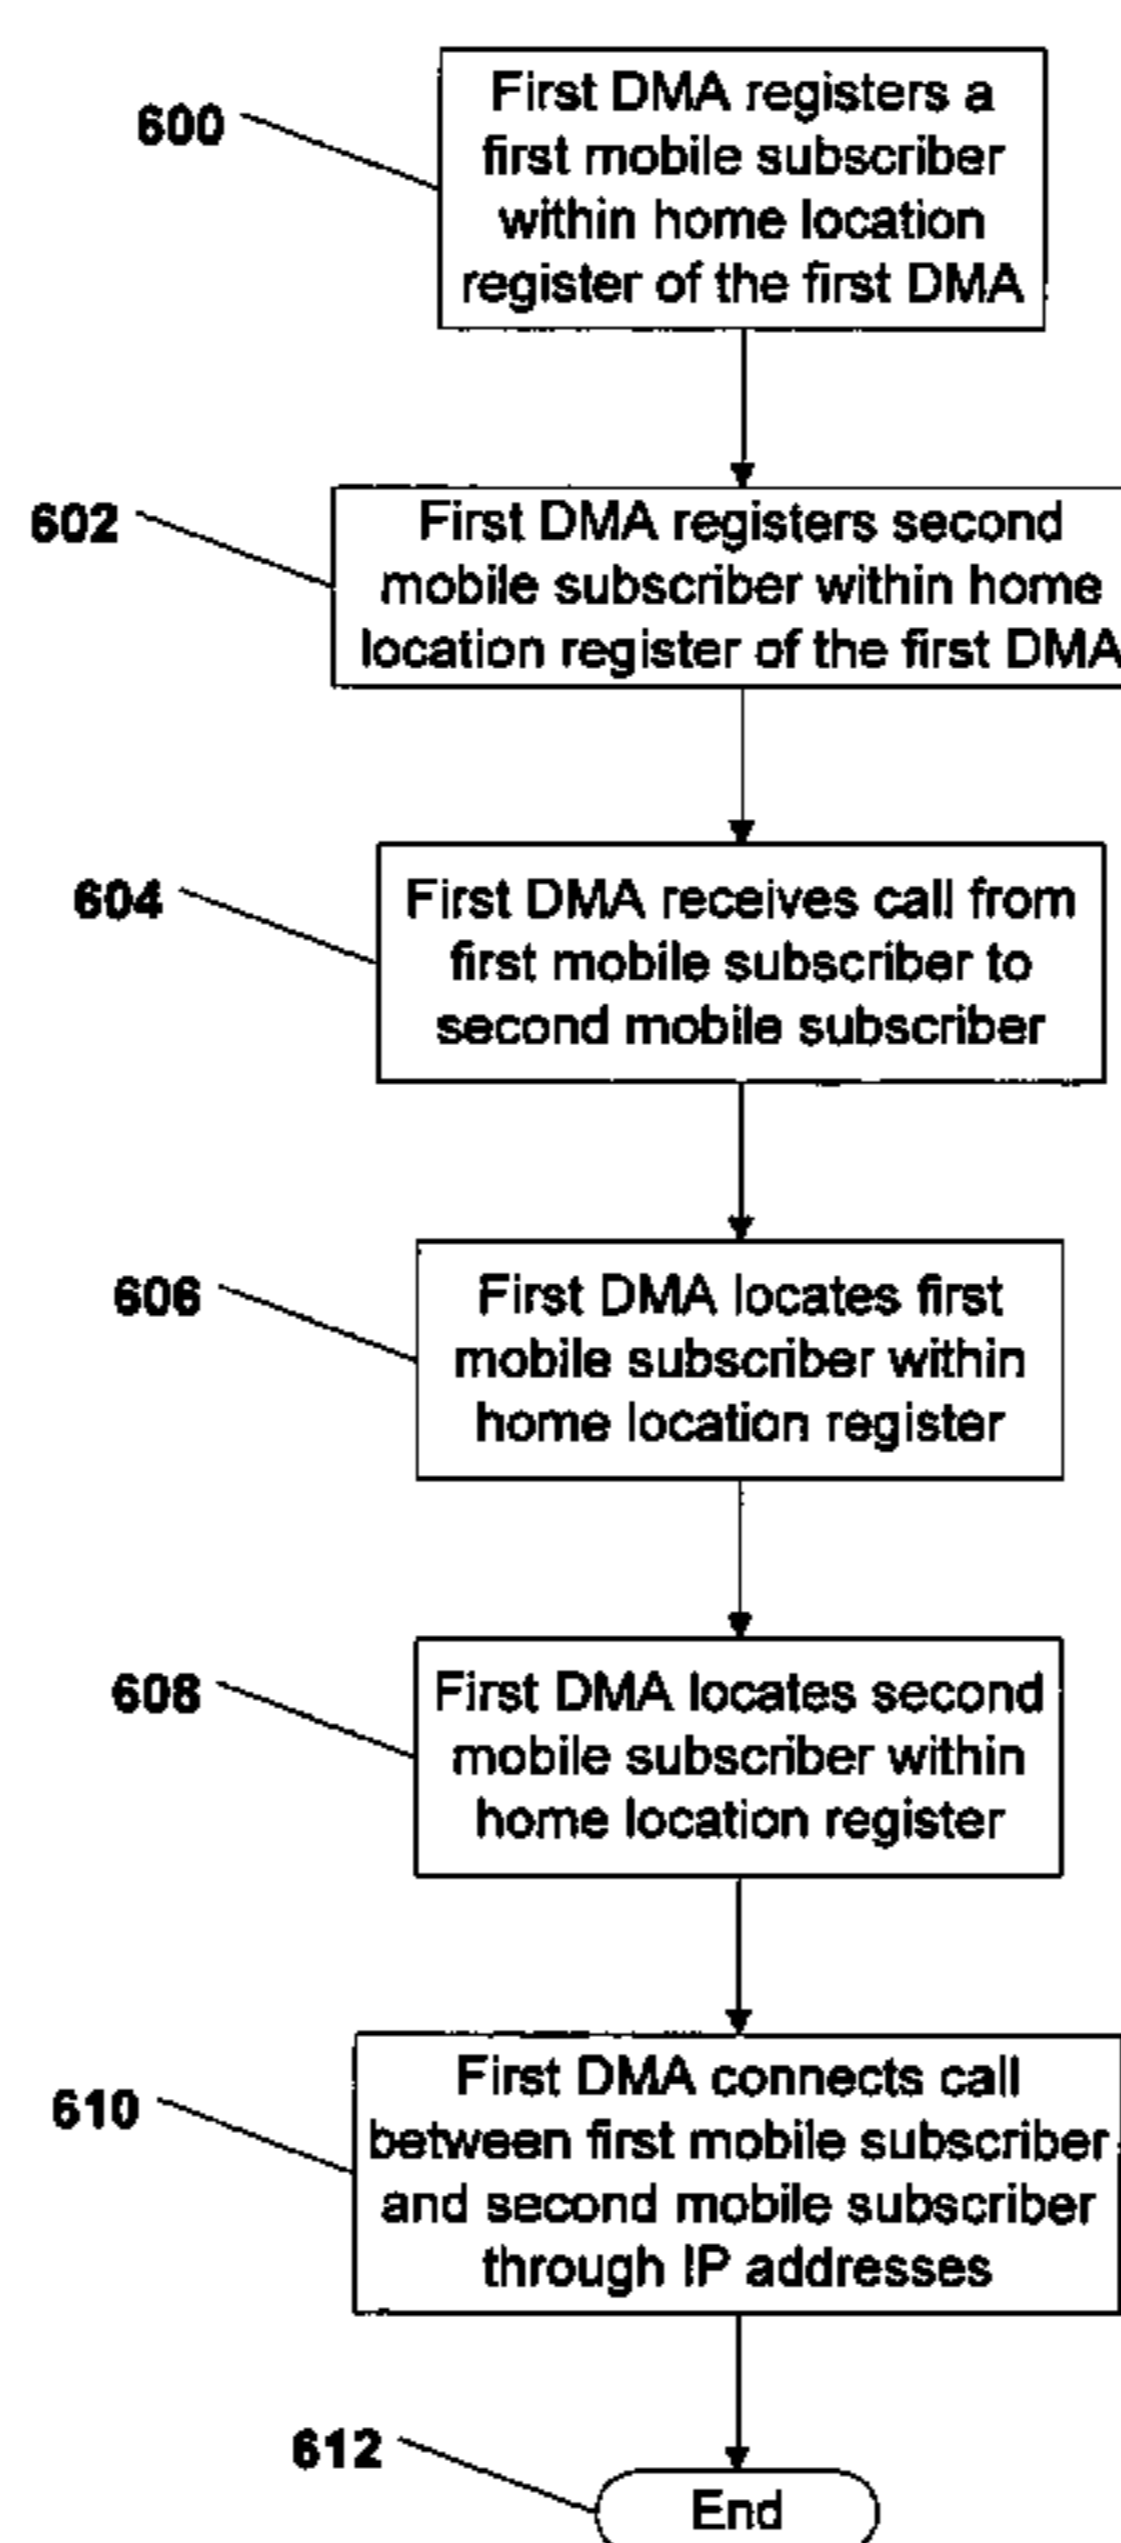 600
First DMA registers a
first mobile subscriber
within home location
register of the first DMA
602
First DMA registers second
mobile subscriber within home
location register of the first DMA
604
First DMA receives call from
first mobile subscriber to
second mobile subscriber
606
First DMA locates first
mobile subscriber within
home location register
608
First DMA locates second
mobile subscriber within
home location register
610
First DMA connects call
between first mobile subscriber
and second mobile subscriber
through IP addresses
612
End